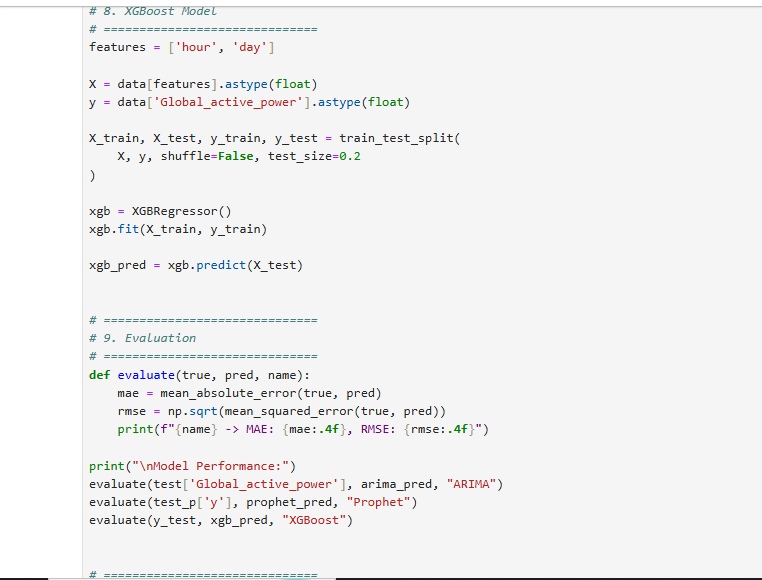 # 8. XGBoost Model
# ==============================
features = ['hour', 'day']
X = data[features].astype(float)
y = data['Global_active_power'].astype(float)
X_train, X_test, y_train, y_test = train_test_split(
    X, y, shuffle=False, test_size=0.2
)
xgb = XGBRegressor()
xgb.fit(X_train, y_train)
xgb_pred = xgb.predict(X_test)
# ==============================
# 9. Evaluation
# ==============================
def evaluate(true, pred, name):
    mae = mean_absolute_error(true, pred)
    rmse = np.sqrt(mean_squared_error(true, pred))
    print(f"{name} -> MAE: {mae:.4f}, RMSE: {rmse:.4f}")
print("\nModel Performance:")
evaluate(test['Global_active_power'], arima_pred, "ARIMA")
evaluate(test_p['y'], prophet_pred, "Prophet")
evaluate(y_test, xgb_pred, "XGBoost")
# ==============================